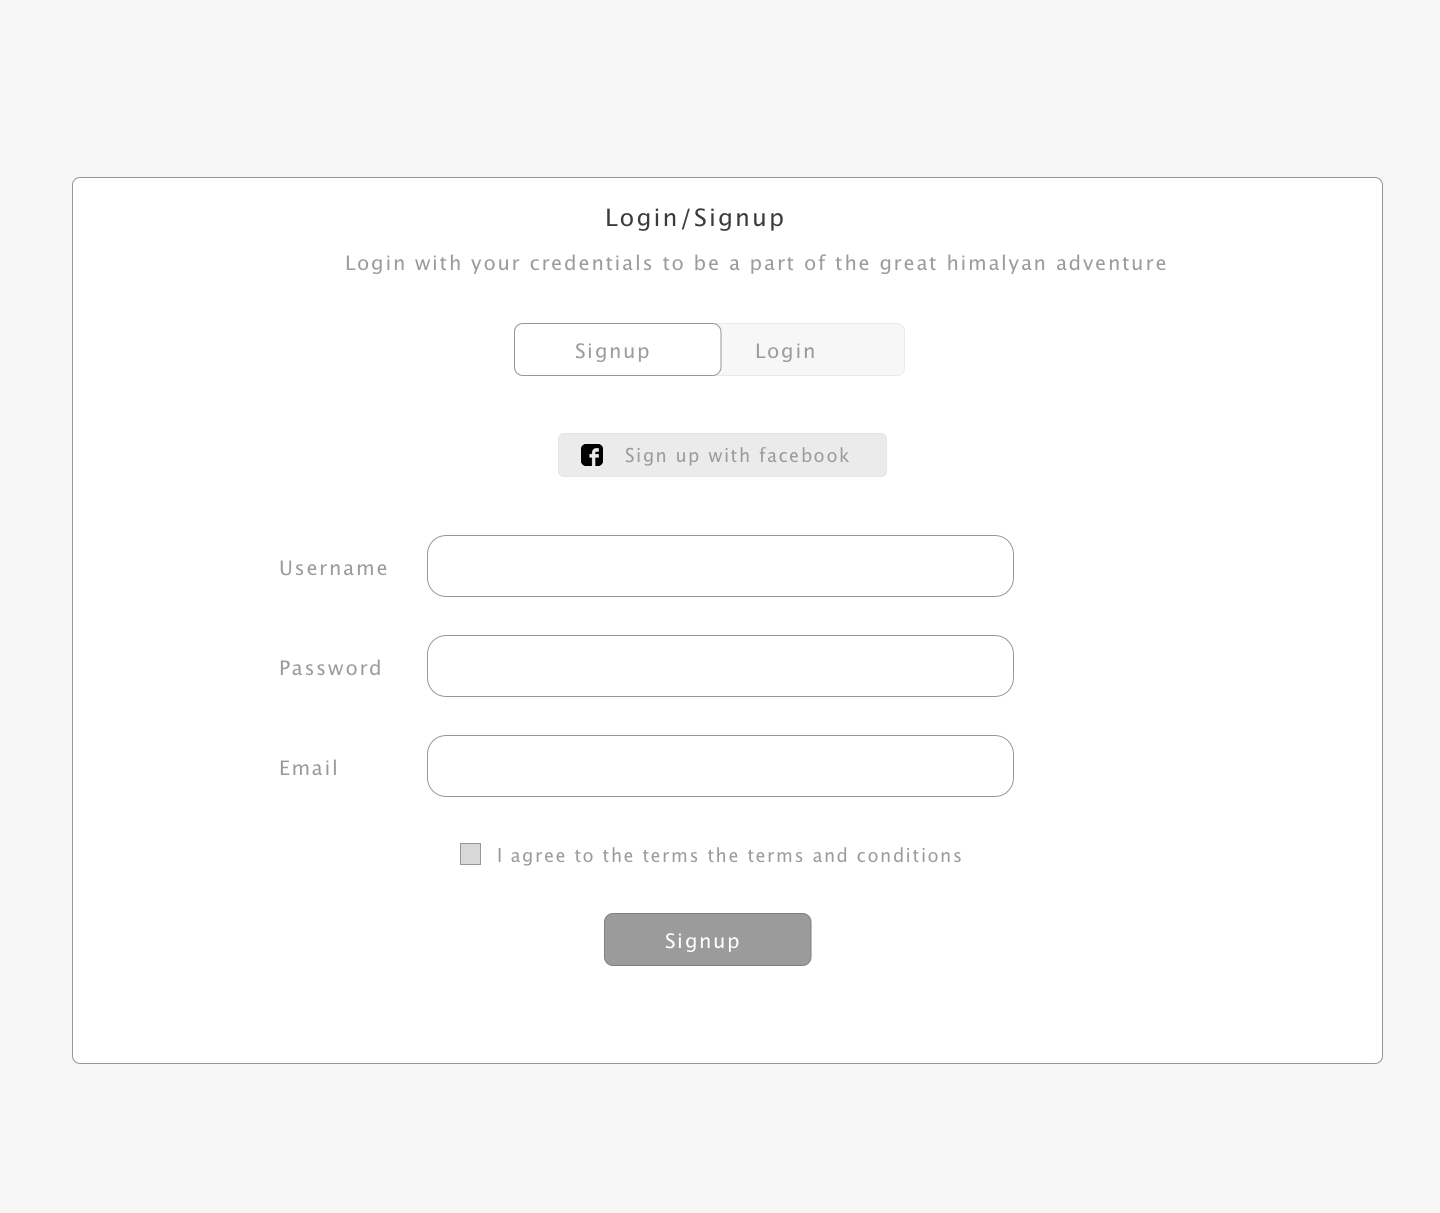 Login/Signup
Login with your credentials to be a part of the great himalyan adventure
Signup Login
Sign up with facebook
Username
Password
Email
I agree to the terms the terms and conditions
Signup